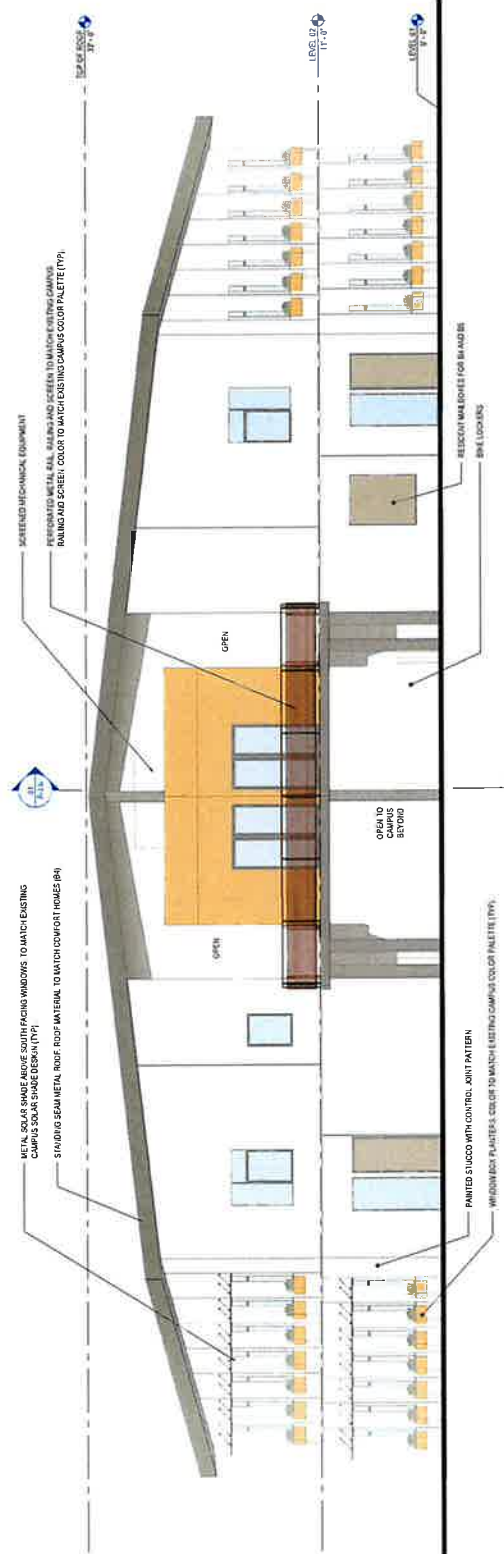 METAL SOLAR SHADE ABOVE SOUTH FACING WINDOWS. TO MATCH EXISTING
CAMPUS SOLAR SHADE DESIGN (TYP)
STANDING SEAM METAL ROOF. ROOF MATERIAL TO MATCH COMFORT HOMES (B4)
SCREENED MECHANICAL EQUIPMENT
PERFORATED METAL RAIL. RAILING AND SCREEN TO MATCH EXISTING CAMPUS
RAILING AND SCREEN. COLOR TO MATCH EXISTING CAMPUS COLOR PALETTE (TYP)
TOP OF ROOF
LEVEL 02
11' - 0"
LEVEL 01
0' - 0"
OPEN
OPEN
OPEN TO
CAMPUS
BEYOND
PAINTED STUCCO WITH CONTROL JOINT PATTERN
WINDOW BOX PLANTERS. COLOR TO MATCH EXISTING CAMPUS COLOR PALETTE (TYP)
RESIDENT MAILBOXES FOR B4 AND B5
BIKE LOCKERS